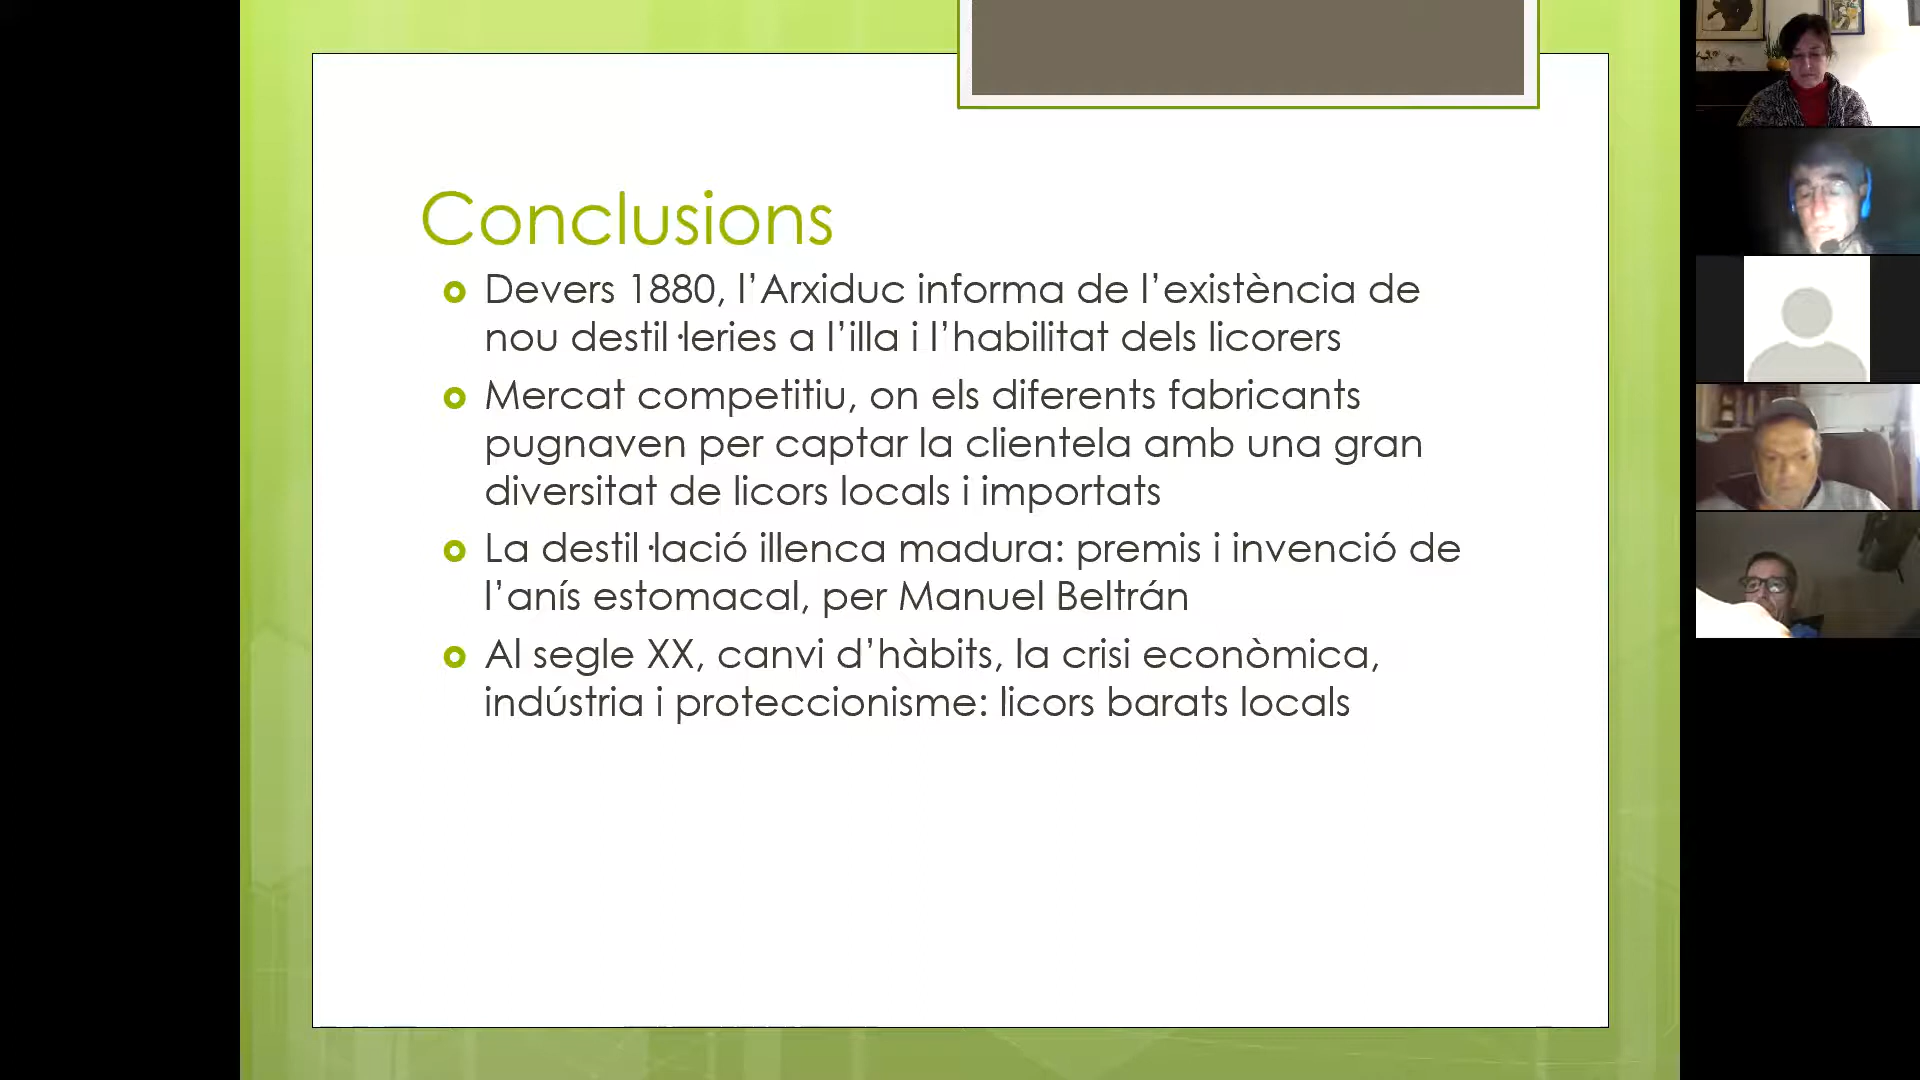 Conclusions
Devers 1880, l’Arxiduc informa de l’existència de
nou destil·leries a l’illa i l’habilitat dels licorers
Mercat competitiu, on els diferents fabricants
pugnaven per captar la clientela amb una gran
diversitat de licors locals i importats
La destil·lació illenca madura: premis i invenció de
l’anís estomacal, per Manuel Beltrán
Al segle XX, canvi d’hàbits, la crisi econòmica,
indústria i proteccionisme: licors barats locals